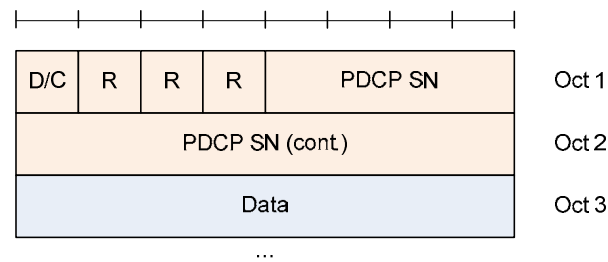 D/C R R R PDCP SN Oct 1
PDCP SN (cont.) Oct 2
Data Oct 3
...